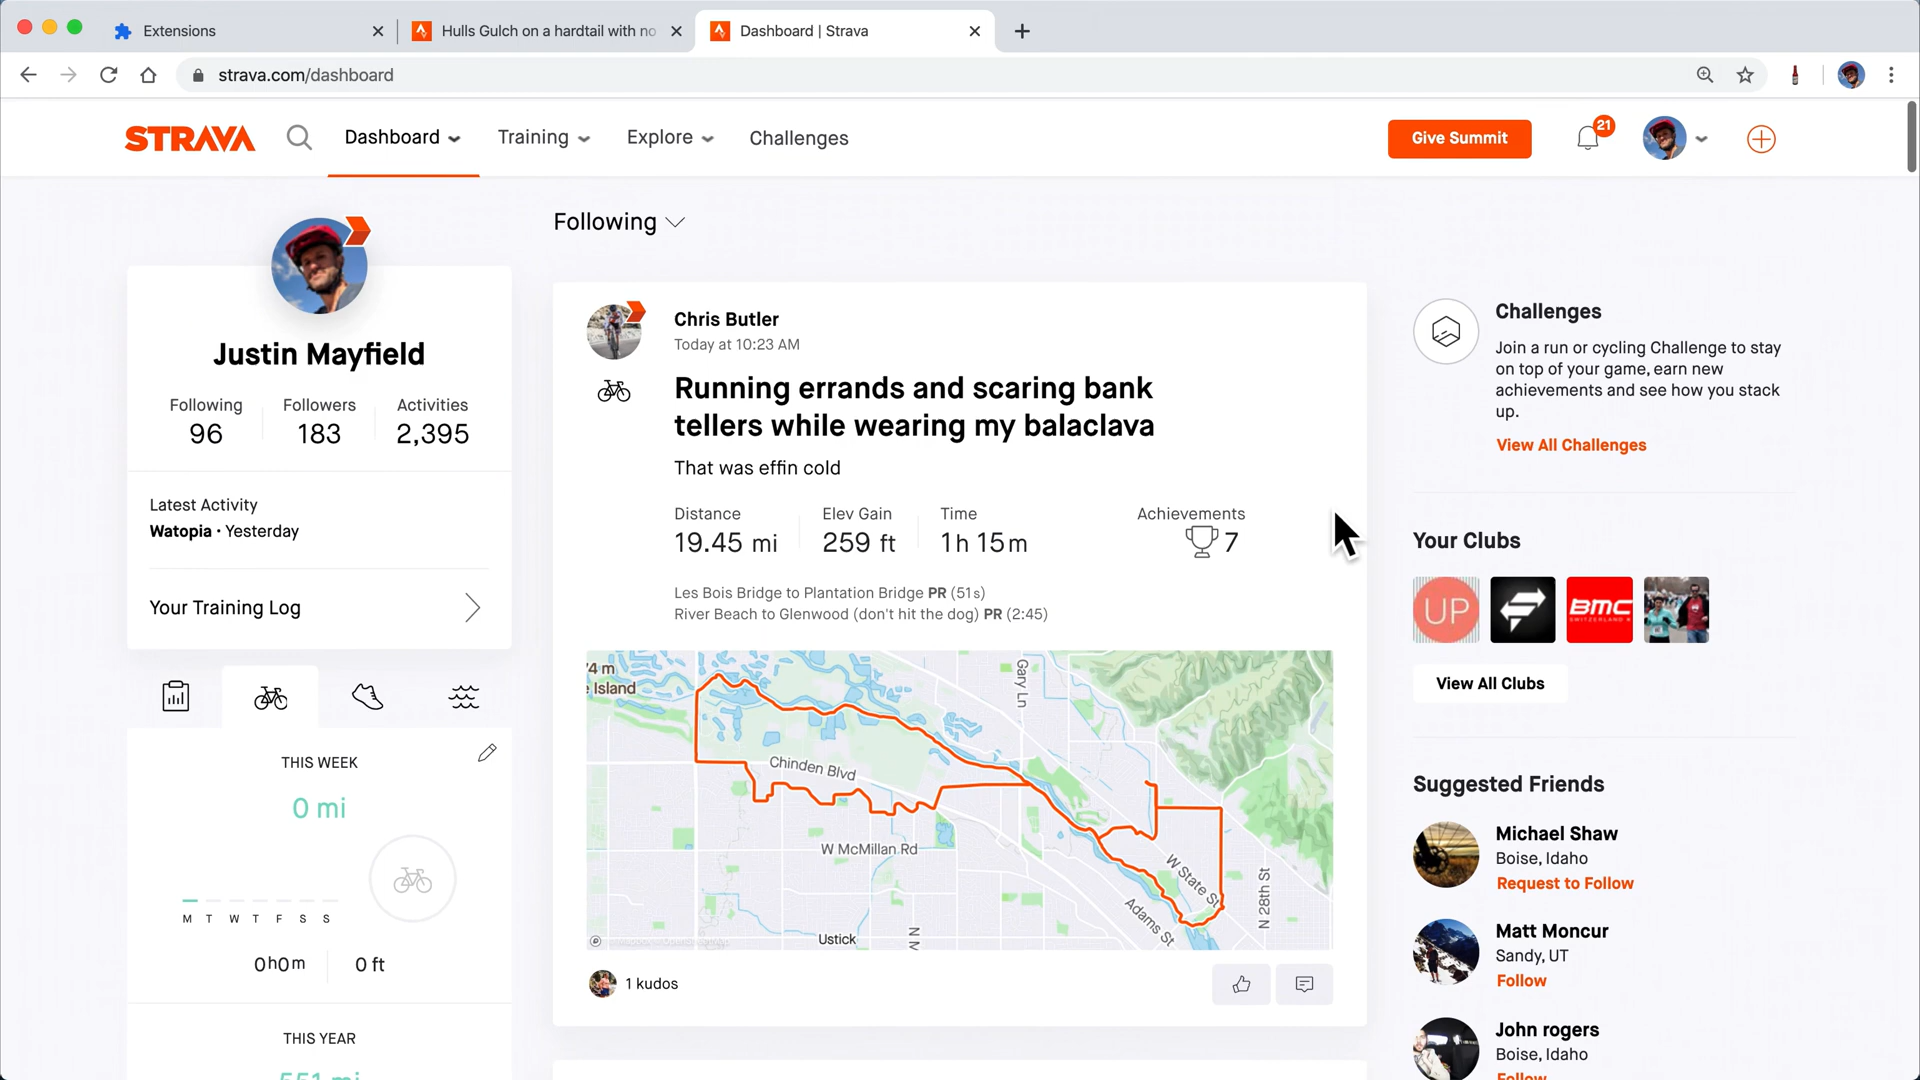 Extensions
Hulls Gulch on a hardtail with no
Dashboard | Strava
strava.com/dashboard
STRAVA
Dashboard
Training
Explore
Challenges
Give Summit
21
Justin Mayfield
Following
Followers
Activities
96
183
2,395
Latest Activity
Watopia · Yesterday
Your Training Log
THIS WEEK
0 mi
M T W T F S S
0h0m
0 ft
THIS YEAR
551 mi
Following
Chris Butler
Today at 10:23 AM
Running errands and scaring bank
tellers while wearing my balaclava
That was effin cold
Distance
Elev Gain
Time
Achievements
19.45 mi
259 ft
1h 15m
7
Les Bois Bridge to Plantation Bridge PR (51s)
River Beach to Glenwood (don't hit the dog) PR (2:45)
Island
Gary Ln
Chinden Blvd
W McMillan Rd
W State St
Adams St
N 28th St
Ustick
1 kudos
Challenges
Join a run or cycling Challenge to stay
on top of your game, earn new
achievements and see how you stack
up.
View All Challenges
Your Clubs
UP
BMC
SWITZERLAND
View All Clubs
Suggested Friends
Michael Shaw
Boise, Idaho
Request to Follow
Matt Moncur
Sandy, UT
Follow
John rogers
Boise, Idaho
Follow